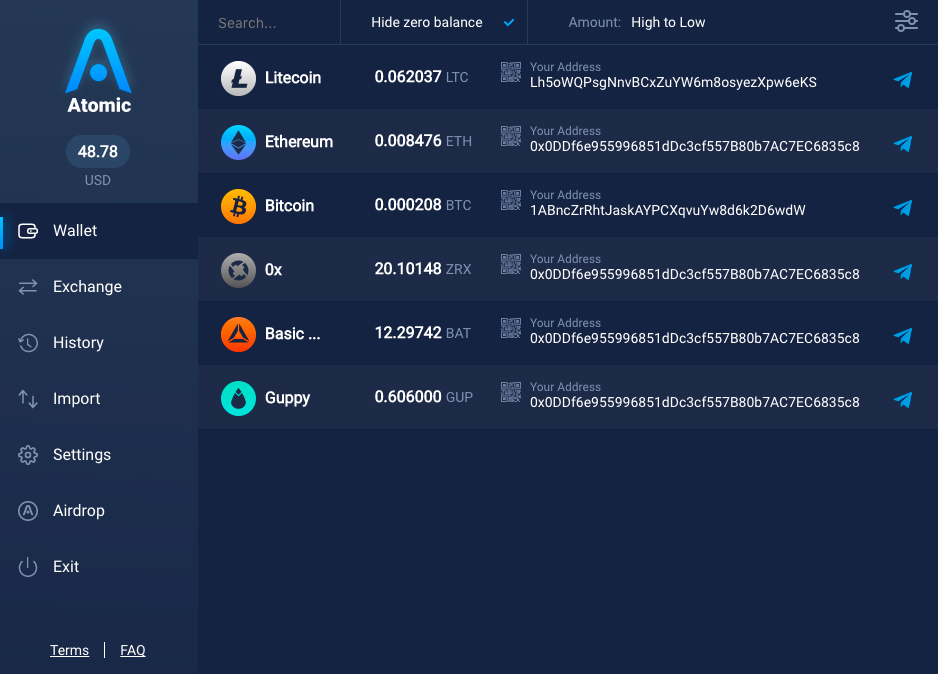 Atomic
48.78
USD
Wallet
Exchange
History
Import
Settings
Airdrop
Exit
Terms | FAQ
Search...
Hide zero balance
Amount: High to Low
Litecoin 0.062037 LTC
Your Address
Lh5oWQPsgNnvBCxZuYW6m8osyezXpw6eKS
Ethereum 0.008476 ETH
Your Address
0x0DDf6e955996851dDc3cf557B80b7AC7EC6835c8
Bitcoin 0.000208 BTC
Your Address
1ABncZrRhtJaskAYPCXqvuYw8d6k2D6wdW
0x 20.10148 ZRX
Your Address
0x0DDf6e955996851dDc3cf557B80b7AC7EC6835c8
Basic ... 12.29742 BAT
Your Address
0x0DDf6e955996851dDc3cf557B80b7AC7EC6835c8
Guppy 0.606000 GUP
Your Address
0x0DDf6e955996851dDc3cf557B80b7AC7EC6835c8